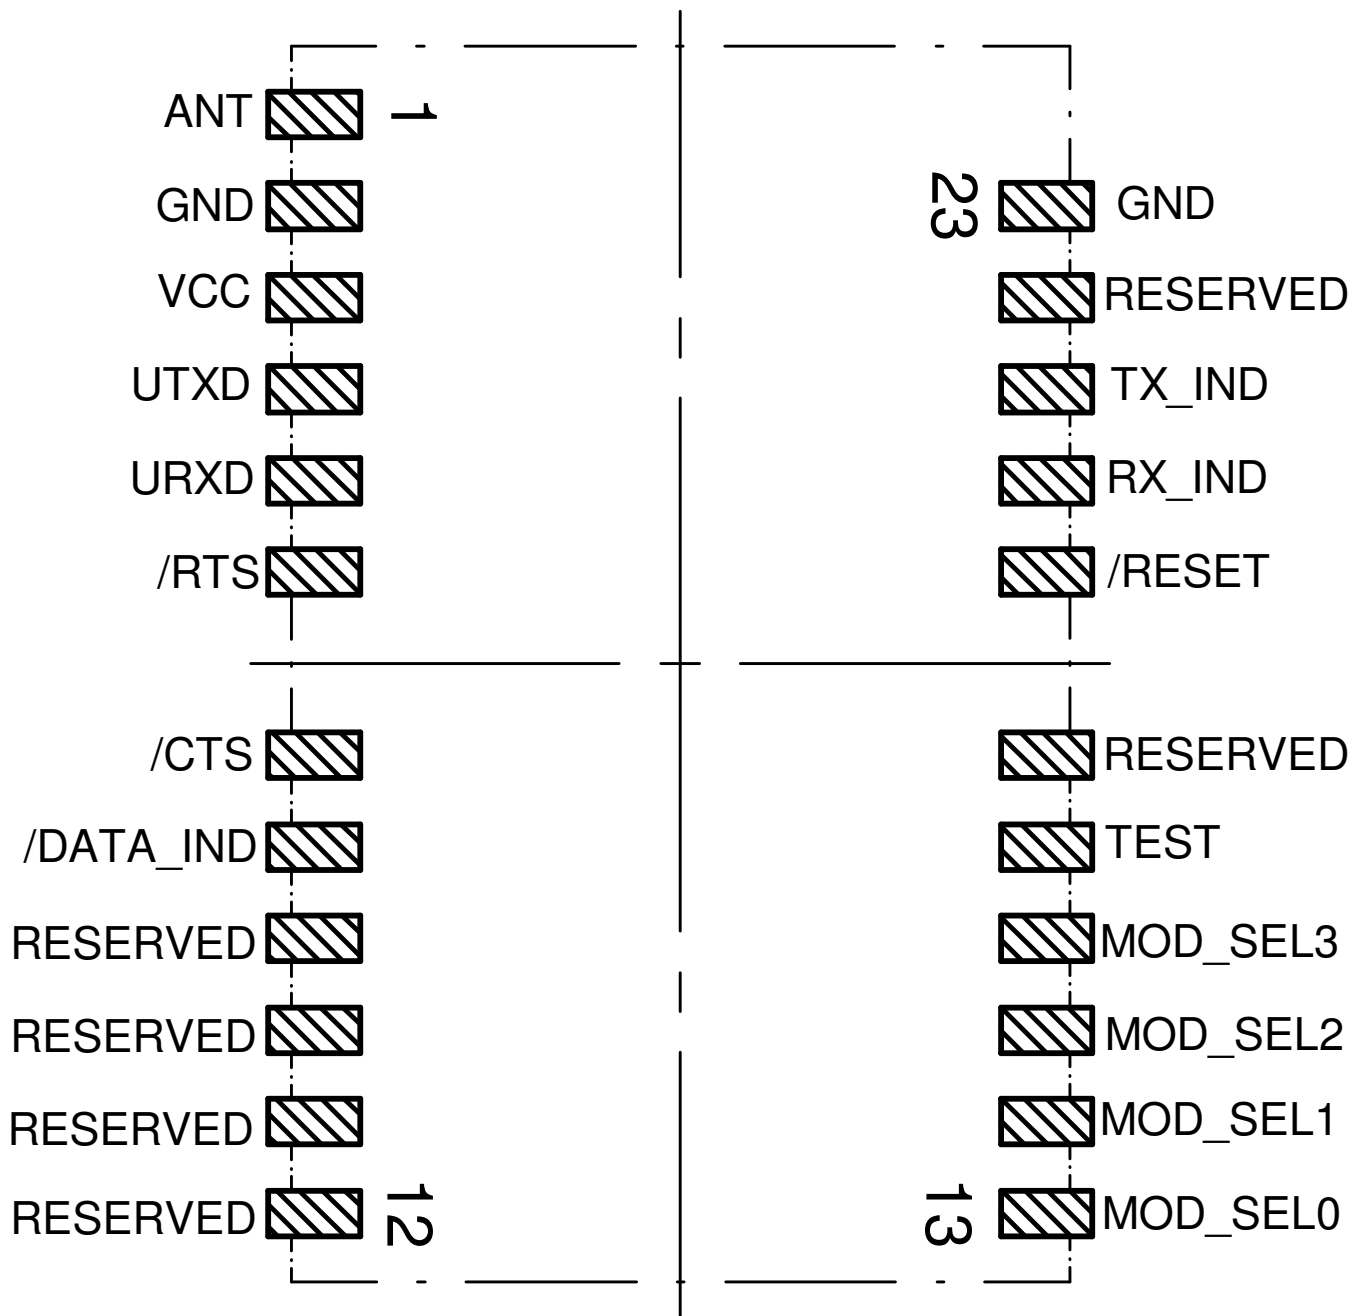 ANT 1
GND 23 GND
VCC RESERVED
UTXD TX_IND
URXD RX_IND
/RTS /RESET
/CTS RESERVED
/DATA_IND TEST
RESERVED MOD_SEL3
RESERVED MOD_SEL2
RESERVED MOD_SEL1
RESERVED 12 13 MOD_SEL0